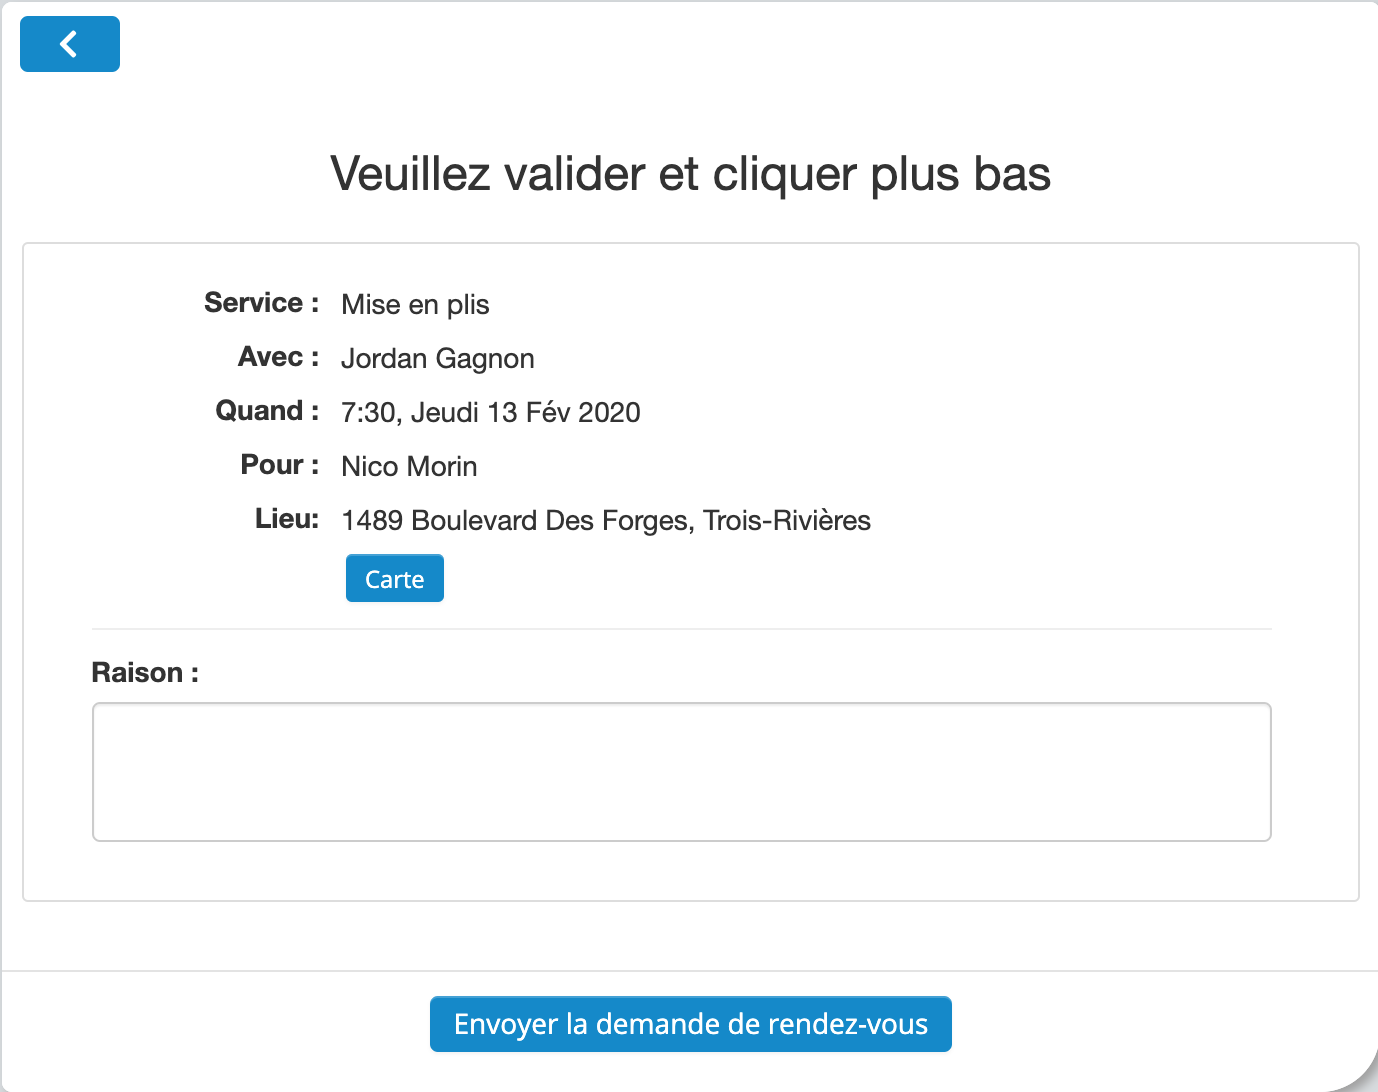 Veuillez valider et cliquer plus bas
Service : Mise en plis
Avec : Jordan Gagnon
Quand : 7:30, Jeudi 13 Fév 2020
Pour : Nico Morin
Lieu: 1489 Boulevard Des Forges, Trois-Rivières
Carte
Raison :
Envoyer la demande de rendez-vous